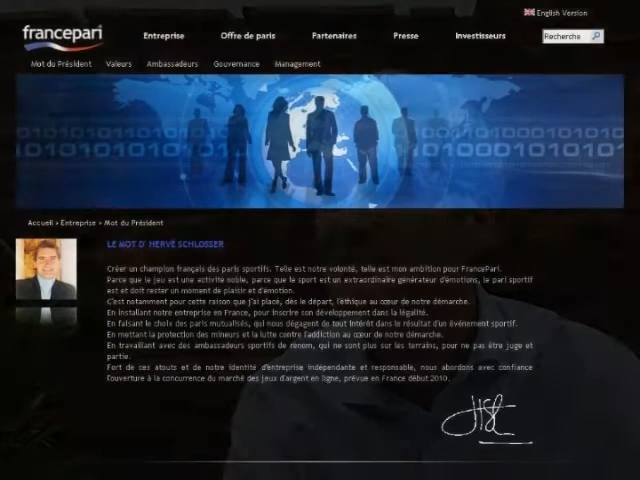 English Version
francepari
Entreprise Offre de paris Partenaires Presse Investisseurs Recherche
Mot du Président Valeurs Ambassadeurs Gouvernance Management
Accueil > Entreprise > Mot du Président
LE MOT D' HERVÉ SCHLOSSER
Créer un champion français des paris sportifs. Telle est notre volonté, telle est mon ambition pour FrancePari.
Parce que le jeu est une activité noble, parce que le sport est un extraordinaire générateur d'émotions, le pari sportif
est et doit rester un moment de plaisir et d'émotion.
C'est notamment pour cette raison que j'ai placé, dès le départ, l'éthique au cœur de notre démarche.
En installant notre entreprise en France, pour inscrire son développement dans la légalité.
En faisant le choix des paris mutualisés, qui nous dégagent de tout intérêt dans le résultat d'un événement sportif.
En mettant la protection des mineurs et la lutte contre l'addiction au cœur de notre démarche.
En travaillant avec des ambassadeurs sportifs de renom, qui ne sont plus sur les terrains, pour ne pas être juge et
partie.
Fort de ces atouts et de notre identité d'entreprise indépendante et responsable, nous abordons avec confiance
l'ouverture à la concurrence du marché des jeux d'argent en ligne, prévue en France début 2010.